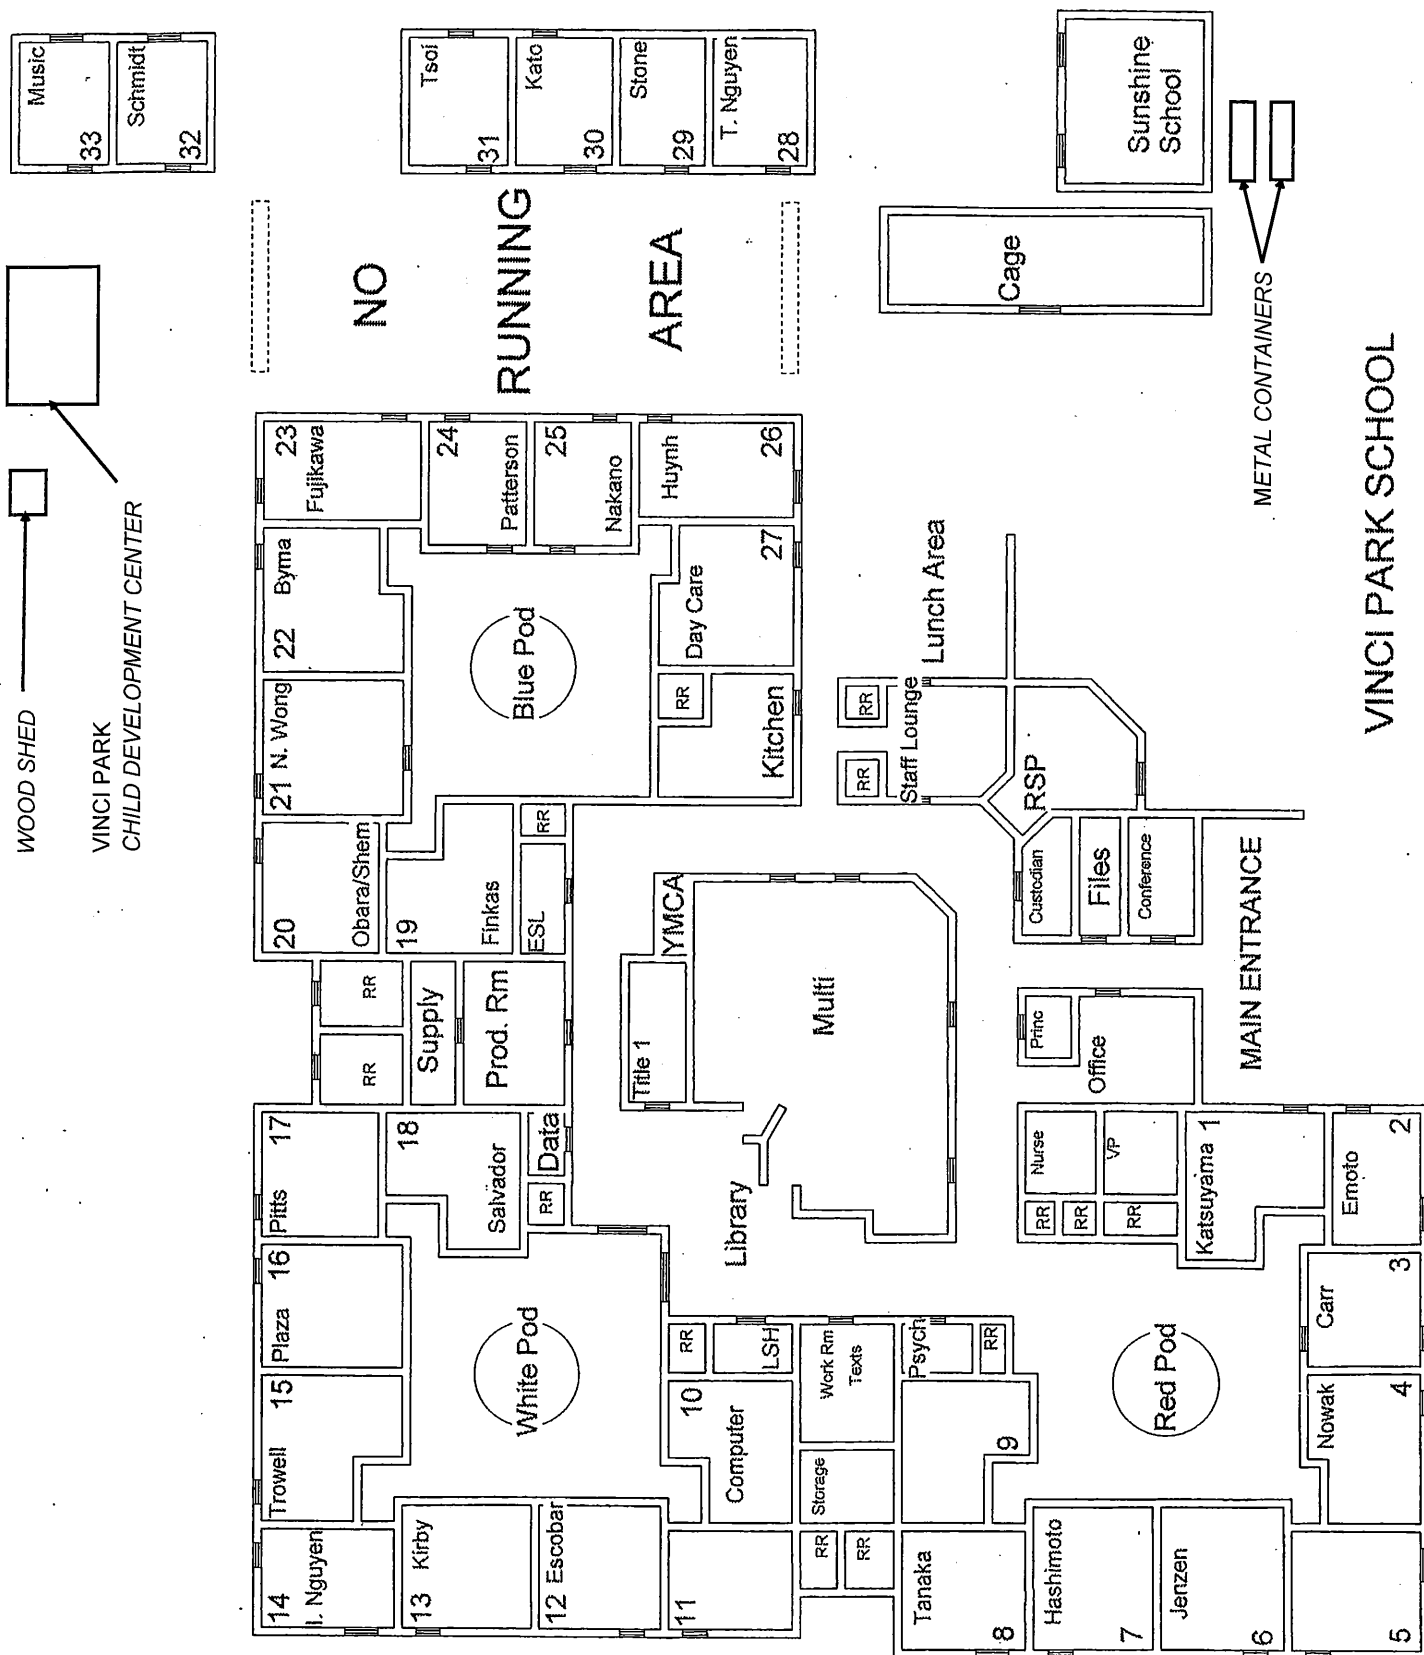 33
Music
32
Schmidt
31
Tsoi
30
Kato
29
Stone
28
T. Nguyen
Sunshine
School
WOOD SHED
VINCI PARK
CHILD DEVELOPMENT CENTER
NO
RUNNING
AREA
Cage
METAL CONTAINERS
VINCI PARK SCHOOL
23
Fujikawa
24
Patterson
25
Nakano
26
Huynh
27
Day Care
22
Byma
21
N. Wong
20
Obara/Shem
19
Finkas
ESL
RR
Blue Pod
RR
Kitchen
Lunch Area
RR
RR
Staff Lounge
RSP
Custodian
Files
Conference
MAIN ENTRANCE
Princ
Office
RR
RR
Supply
Prod. Rm
Title 1
YMCA
Multi
Library
17
Pitts
18
Salvador
Data
RR
16
Plaza
15
Trowell
White Pod
14
I. Nguyen
13
Kirby
12
Escobar
11
10
Computer
RR
LSH
Work Rm
Texts
Storage
RR
RR
Psych
RR
9
Nurse
VP
RR
RR
RR
Katsuyama 1
2
Emoto
3
Carr
4
Nowak
Red Pod
8
Tanaka
7
Hashimoto
6
Jenzen
5